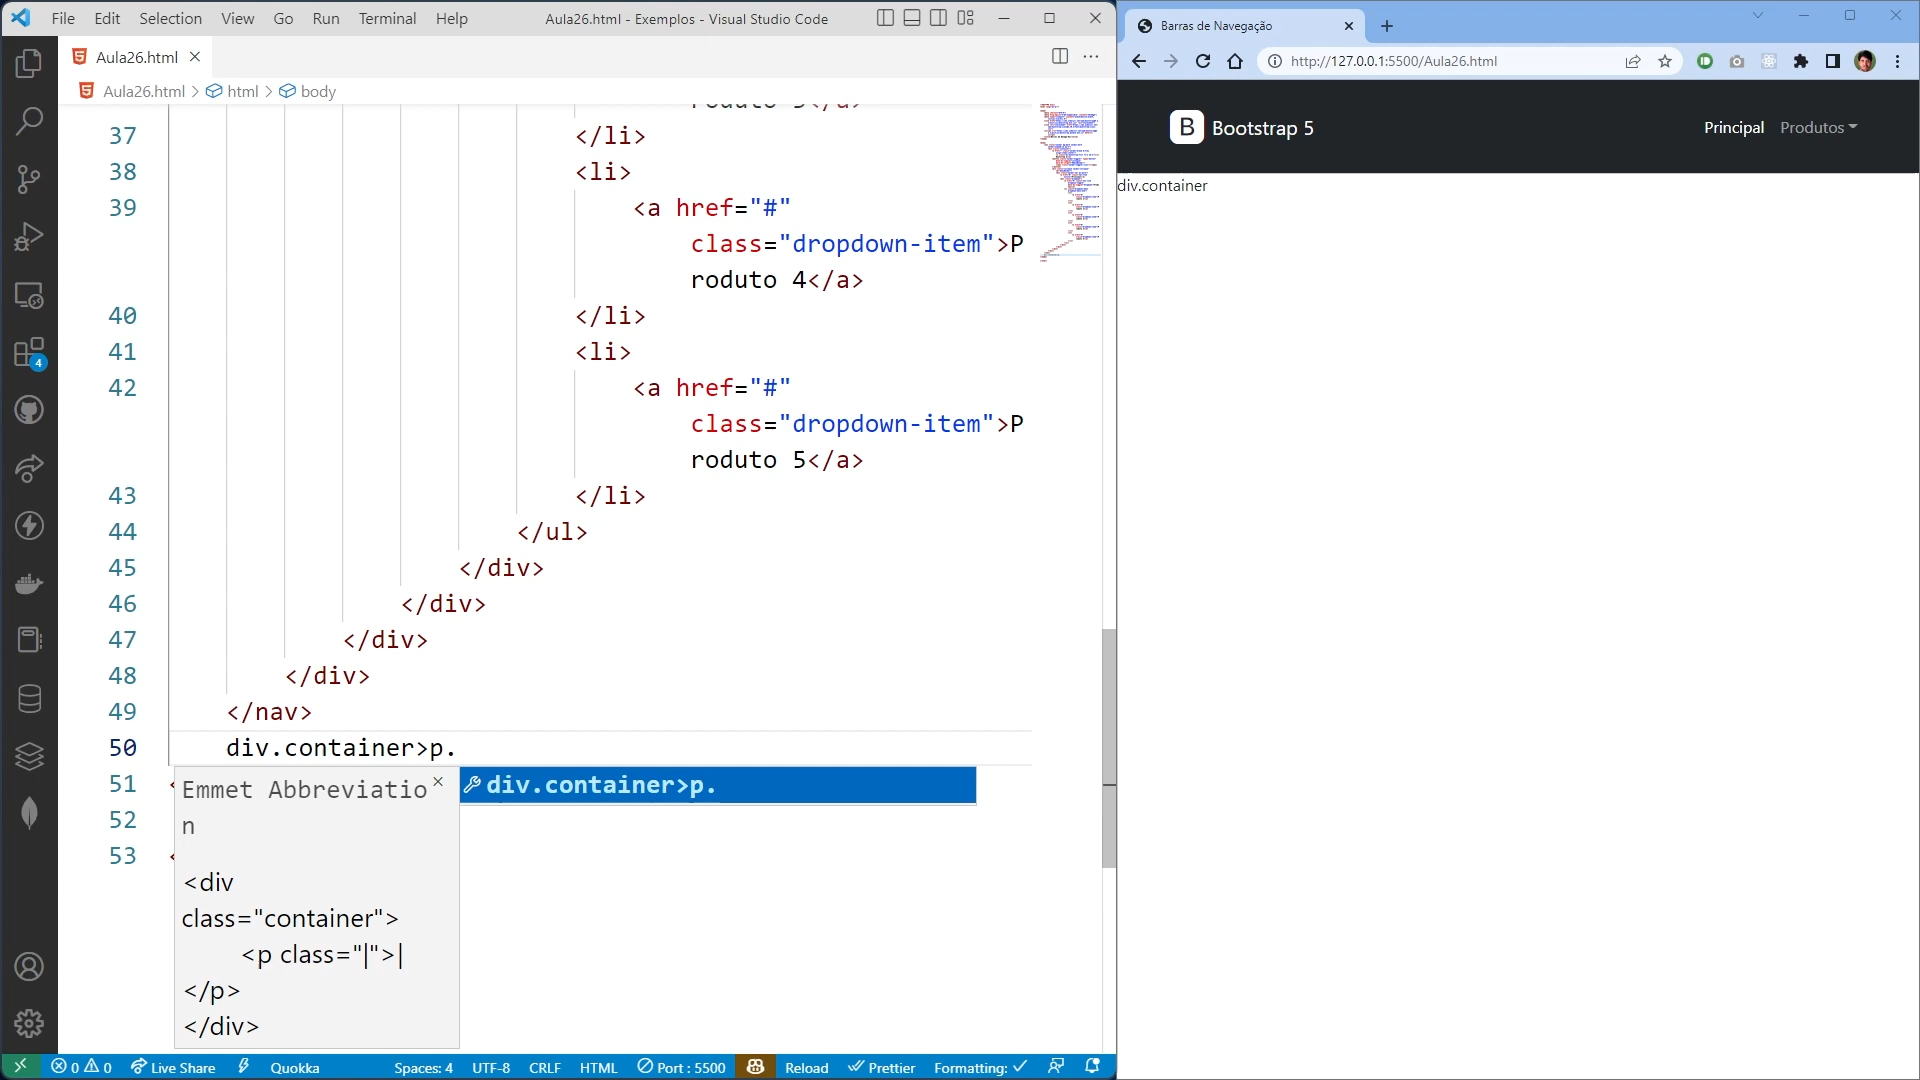 File Edit Selection View Go Run Terminal Help Aula26.html - Exemplos - Visual Studio Code
Aula26.html
Aula26.html > html > body
37 </li>
38 <li>
39 <a href="#"
class="dropdown-item">P
roduto 4</a>
40 </li>
41 <li>
42 <a href="#"
class="dropdown-item">P
roduto 5</a>
43 </li>
44 </ul>
45 </div>
46 </div>
47 </div>
48 </div>
49 </nav>
50 div.container>p.
51
52
53
Emmet Abbreviatio
n
<div
class="container">
<p class="|">|
</p>
</div>
div.container>p.
4
0 0 Live Share Quokka Spaces: 4 UTF-8 CRLF HTML Port : 5500 Reload Prettier Formatting:
Barras de Navegação
http://127.0.0.1:5500/Aula26.html
B Bootstrap 5 Principal Produtos
div.container